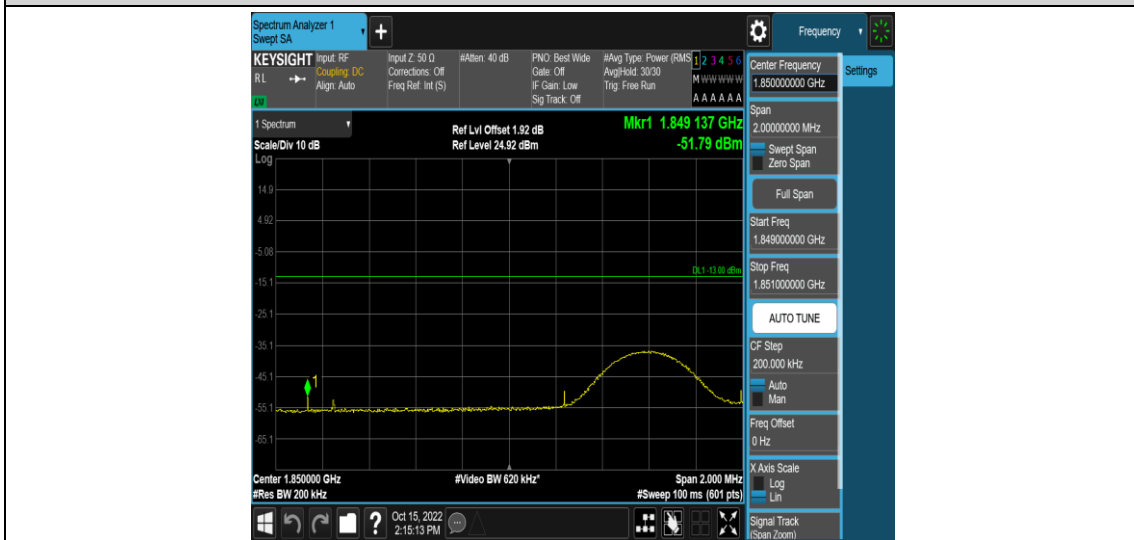 Spectrum Analyzer 1
Swept SA
+
Frequency
KEYSIGHT
RL
Input: RF
Coupling: DC
Align: Auto
Input Z: 50 Ω
Corrections: Off
Freq Ref: Int (S)
#Atten: 40 dB
PNO: Best Wide
Gate: Off
IF Gain: Low
Sig Track: Off
#Avg Type: Power (RMS
Avg|Hold: 30/30
Trig: Free Run
1 2 3 4 5 6
M W W W W W
A A A A A A
1 Spectrum
Scale/Div 10 dB
Log
Ref Lvl Offset 1.92 dB
Ref Level 24.92 dBm
Mkr1 1.849 137 GHz
-51.79 dBm
14.9
4.92
-5.08
-15.1
-25.1
-35.1
-45.1
-55.1
-65.1
DL1 -13.00 dBm
1
Center 1.850000 GHz
#Res BW 200 kHz
#Video BW 620 kHz*
Span 2.000 MHz
#Sweep 100 ms (601 pts)
Center Frequency
1.850000000 GHz
Settings
Span
2.00000000 MHz
Swept Span
Zero Span
Full Span
Start Freq
1.849000000 GHz
Stop Freq
1.851000000 GHz
AUTO TUNE
CF Step
200.000 kHz
Auto
Man
Freq Offset
0 Hz
X Axis Scale
Log
Lin
Signal Track
(Span Zoom)
?
Oct 15, 2022
2:15:13 PM